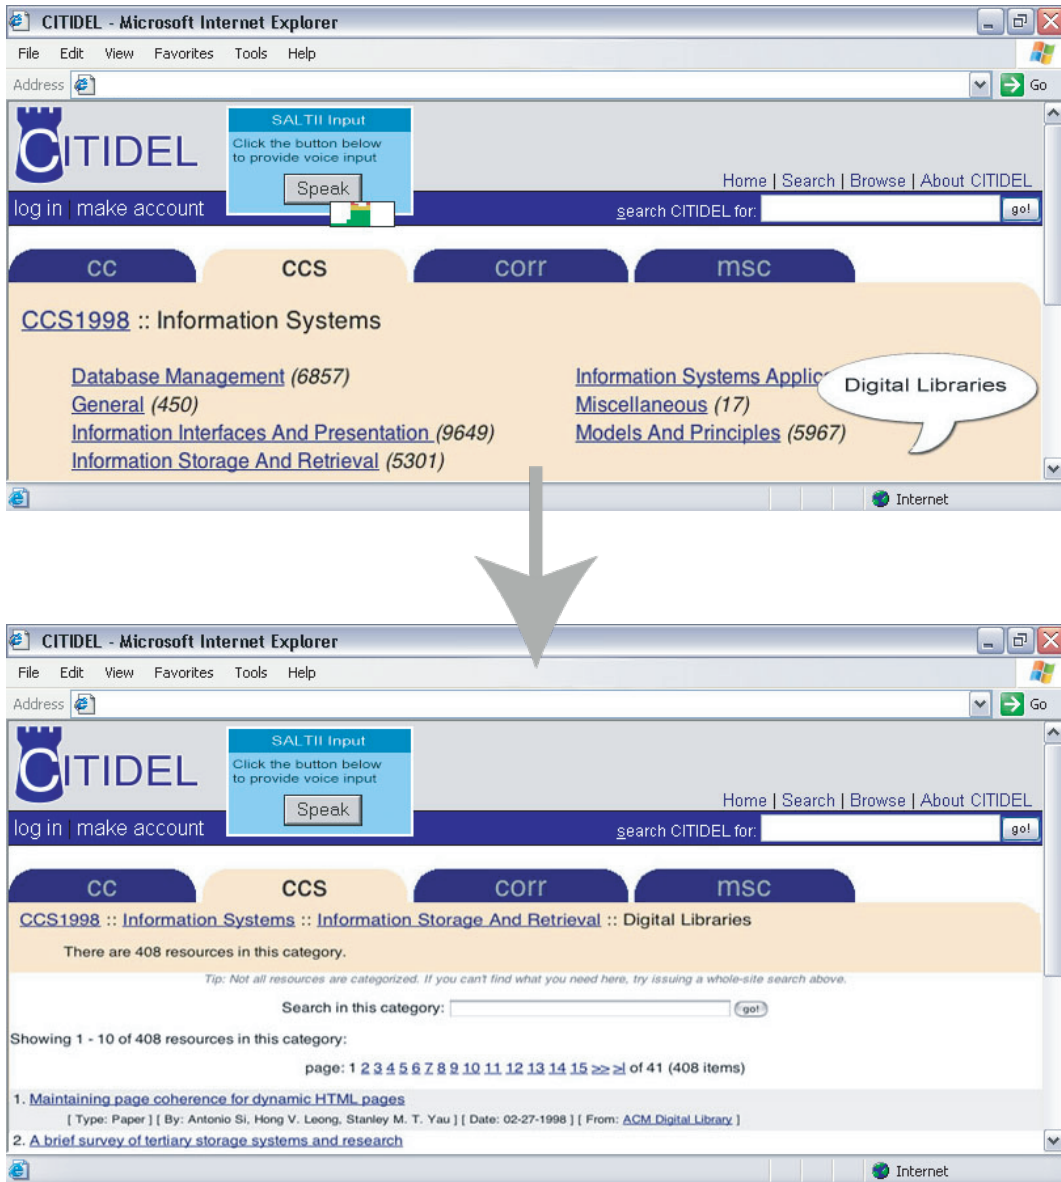 CITIDEL - Microsoft Internet Explorer
File Edit View Favorites Tools Help
Address Go
CITIDEL
SALTII Input
Click the button below
to provide voice input
Speak
Home | Search | Browse | About CITIDEL
log in | make account search CITIDEL for: go!
cc ccs corr msc
CCS1998 :: Information Systems
Database Management (6857) Information Systems Applic
General (450) Miscellaneous (17)
Information Interfaces And Presentation (9649) Models And Principles (5967)
Information Storage And Retrieval (5301)
Digital Libraries
Internet
CITIDEL - Microsoft Internet Explorer
File Edit View Favorites Tools Help
Address Go
CITIDEL
SALTII Input
Click the button below
to provide voice input
Speak
Home | Search | Browse | About CITIDEL
log in | make account search CITIDEL for: go!
cc ccs corr msc
CCS1998 :: Information Systems :: Information Storage And Retrieval :: Digital Libraries
There are 408 resources in this category.
Tip: Not all resources are categorized. If you can't find what you need here, try issuing a whole-site search above.
Search in this category: go!
Showing 1 - 10 of 408 resources in this category:
page: 1 2 3 4 5 6 7 8 9 10 11 12 13 14 15 >> >| of 41 (408 items)
1. Maintaining page coherence for dynamic HTML pages
[ Type: Paper ] [ By: Antonio Si, Hong V. Leong, Stanley M. T. Yau ] [ Date: 02-27-1998 ] [ From: ACM Digital Library ]
2. A brief survey of tertiary storage systems and research
Internet